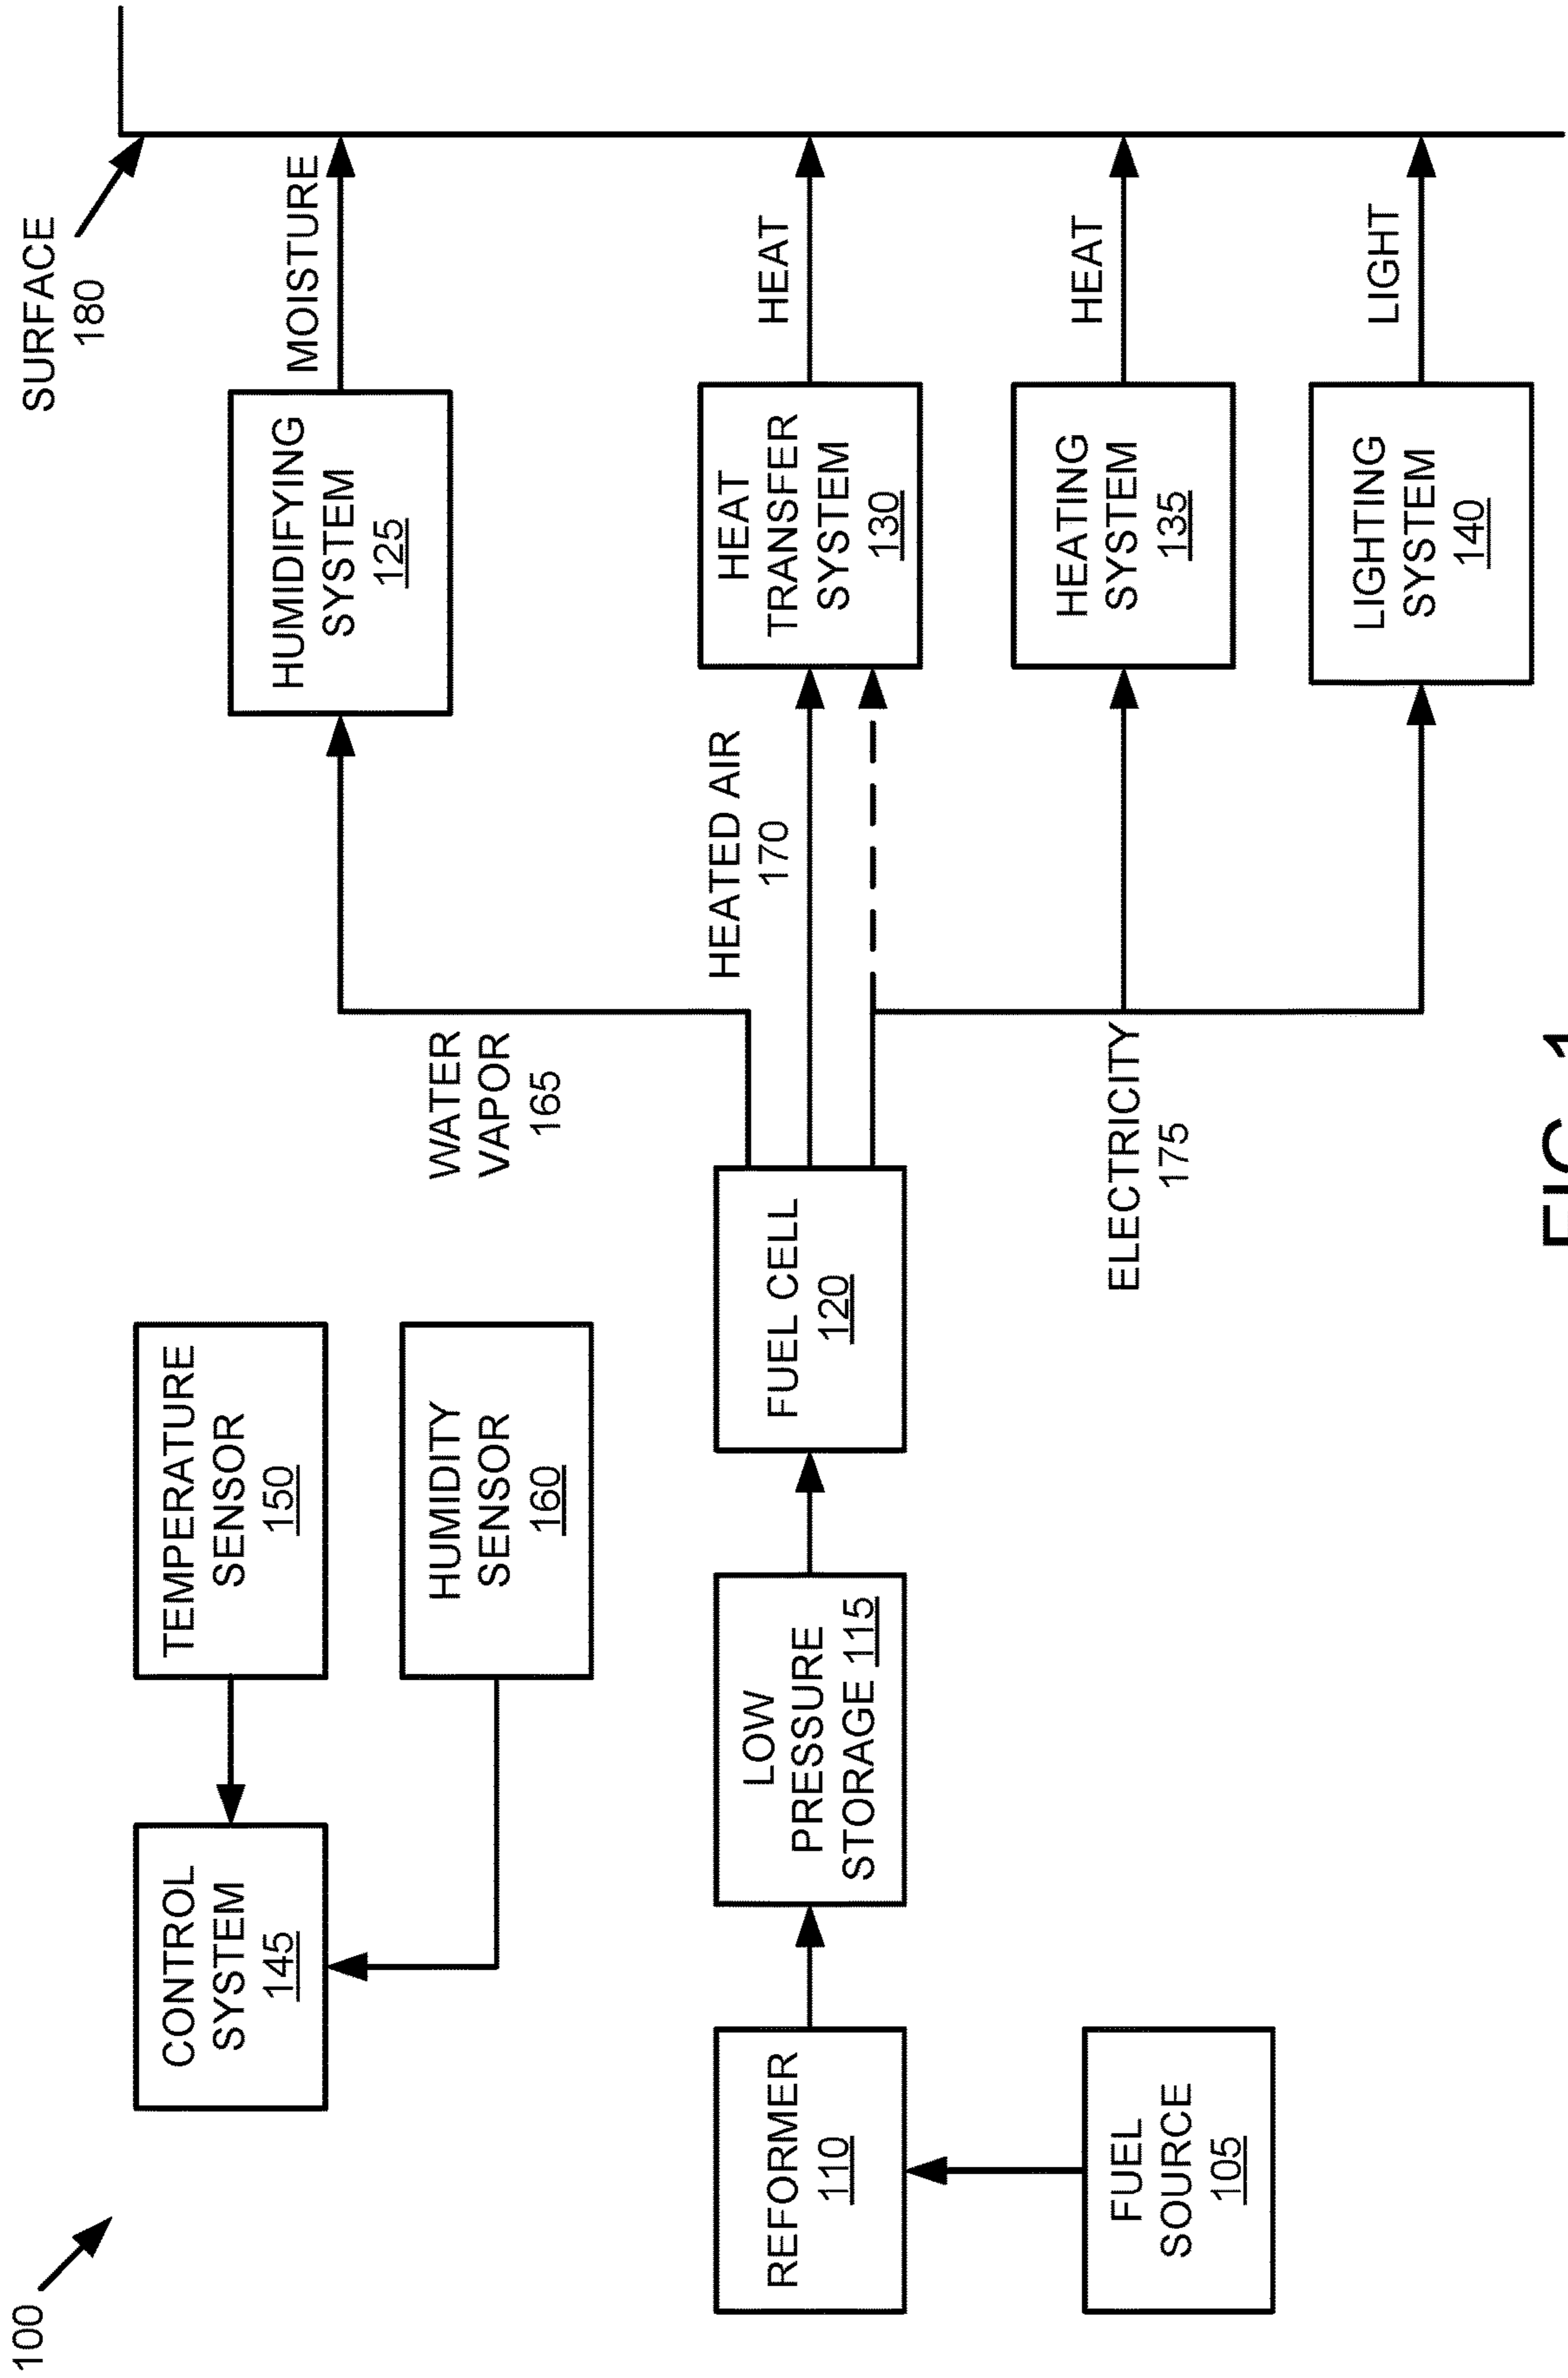 100
CONTROL
SYSTEM
145
TEMPERATURE
SENSOR
150
HUMIDITY
SENSOR
160
SURFACE
180
HUMIDIFYING
SYSTEM
125
MOISTURE
WATER
VAPOR
165
REFORMER
110
LOW
PRESSURE
STORAGE 115
FUEL CELL
120
HEATED AIR
170
HEAT
TRANSFER
SYSTEM
130
HEAT
FUEL
SOURCE
105
ELECTRICITY
175
HEATING
SYSTEM
135
HEAT
LIGHTING
SYSTEM
140
LIGHT
FIG. 1